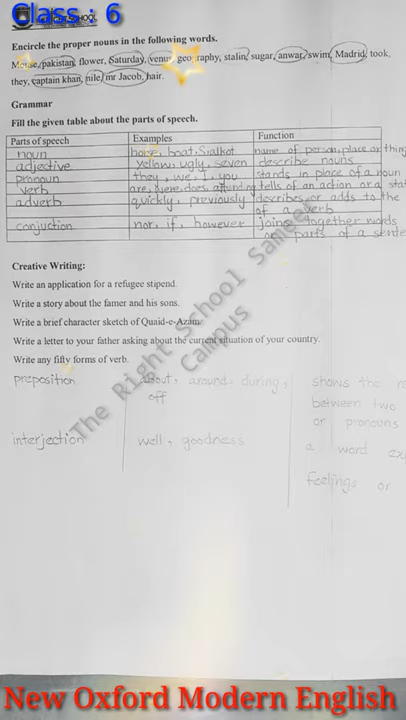 Class : 6
SCHOOL
Encircle the proper nouns in the following words.
Mouse, pakistan, flower, Saturday, venus, geo raphy, stalin, sugar, anwar, swim, Madrid, took,
they, captain khan, nile, mr Jacob, hair.
Grammar
Fill the given table about the parts of speech.
Parts of speech Examples Function
noun boat, Sialkot name of person, place or thing
adjective yellow, ugly, seven describe nouns
pronoun they, we, I, you stands in place of a noun
verb are, were, does, tells of an action or a
adverb quickly, previously describes or adds to the
of a verb
conjuction nor, if, however joins together words
or parts of a
Creative Writing:
Write an application for a refugee stipend.
Write a story about the famer and his sons.
Write a brief character sketch of Quaid-e-Azam.
Write a letter to your father asking about the current situation of your country.
Write any fifty forms of verb.
The Right School
Campus
preposition about, around, during, shows the
off between two
or pronouns
interjection well, goodness a word
feelings or
New Oxford Modern English